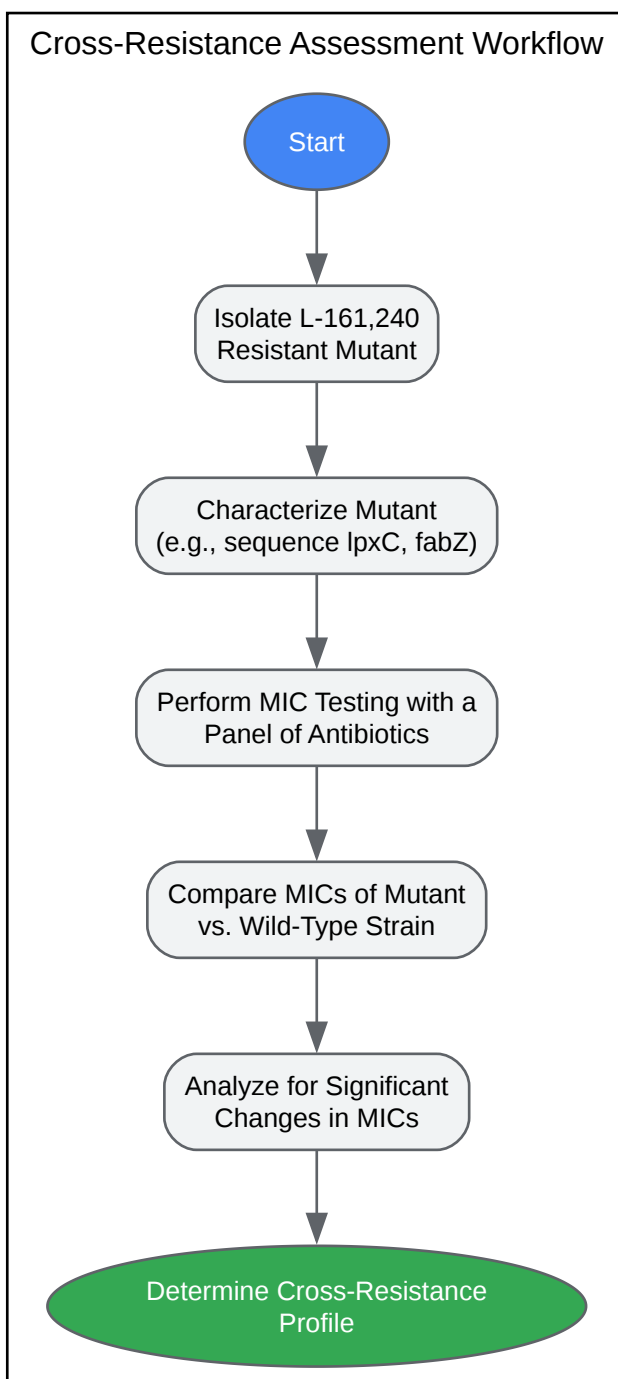 Cross-Resistance Assessment Workflow
Start
Isolate L-161,240
Resistant Mutant
Characterize Mutant
(e.g., sequence lpxC, fabZ)
Perform MIC Testing with a
Panel of Antibiotics
Compare MICs of Mutant
vs. Wild-Type Strain
Analyze for Significant
Changes in MICs
Determine Cross-Resistance
Profile